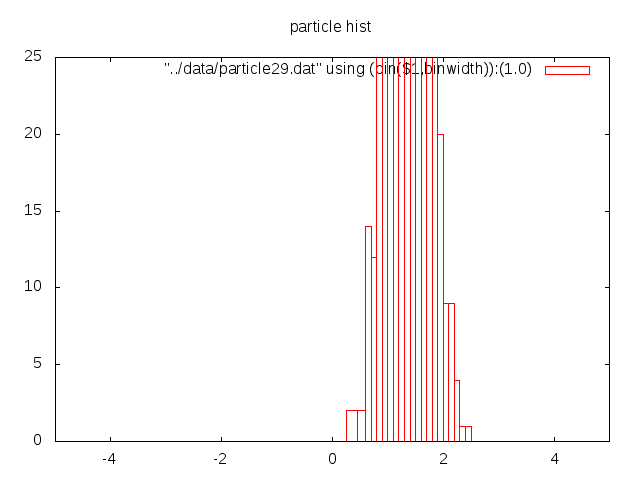 particle hist
"../data/particle29.dat" using (bin($1,binwidth)):(1.0)
25
20
15
10
5
0
-4 -2 0 2 4